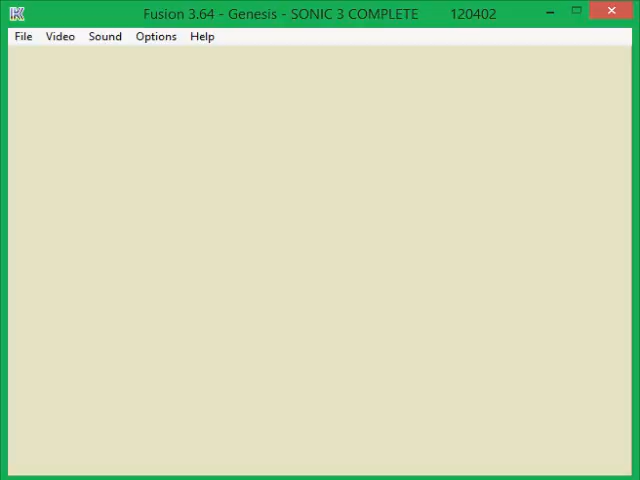 Fusion 3.64 - Genesis - SONIC 3 COMPLETE 120402
File Video Sound Options Help